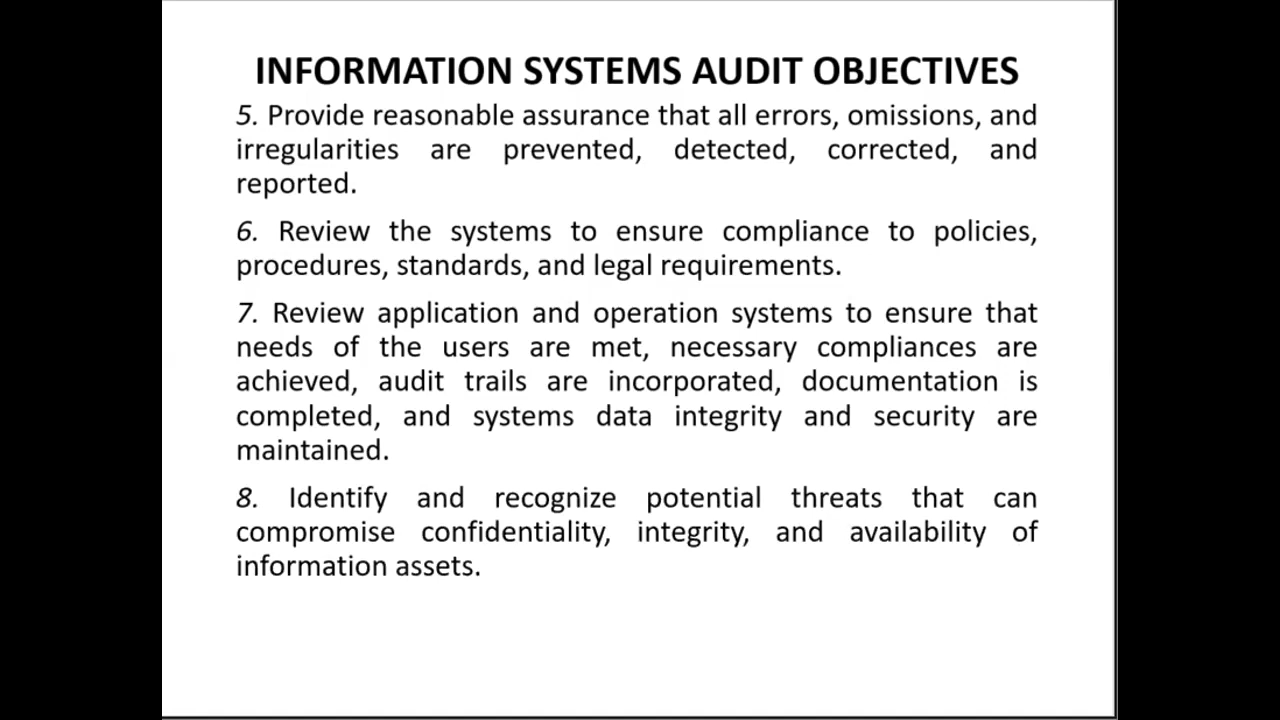 INFORMATION SYSTEMS AUDIT OBJECTIVES
5. Provide reasonable assurance that all errors, omissions, and
irregularities are prevented, detected, corrected, and
reported.
6. Review the systems to ensure compliance to policies,
procedures, standards, and legal requirements.
7. Review application and operation systems to ensure that
needs of the users are met, necessary compliances are
achieved, audit trails are incorporated, documentation is
completed, and systems data integrity and security are
maintained.
8. Identify and recognize potential threats that can
compromise confidentiality, integrity, and availability of
information assets.